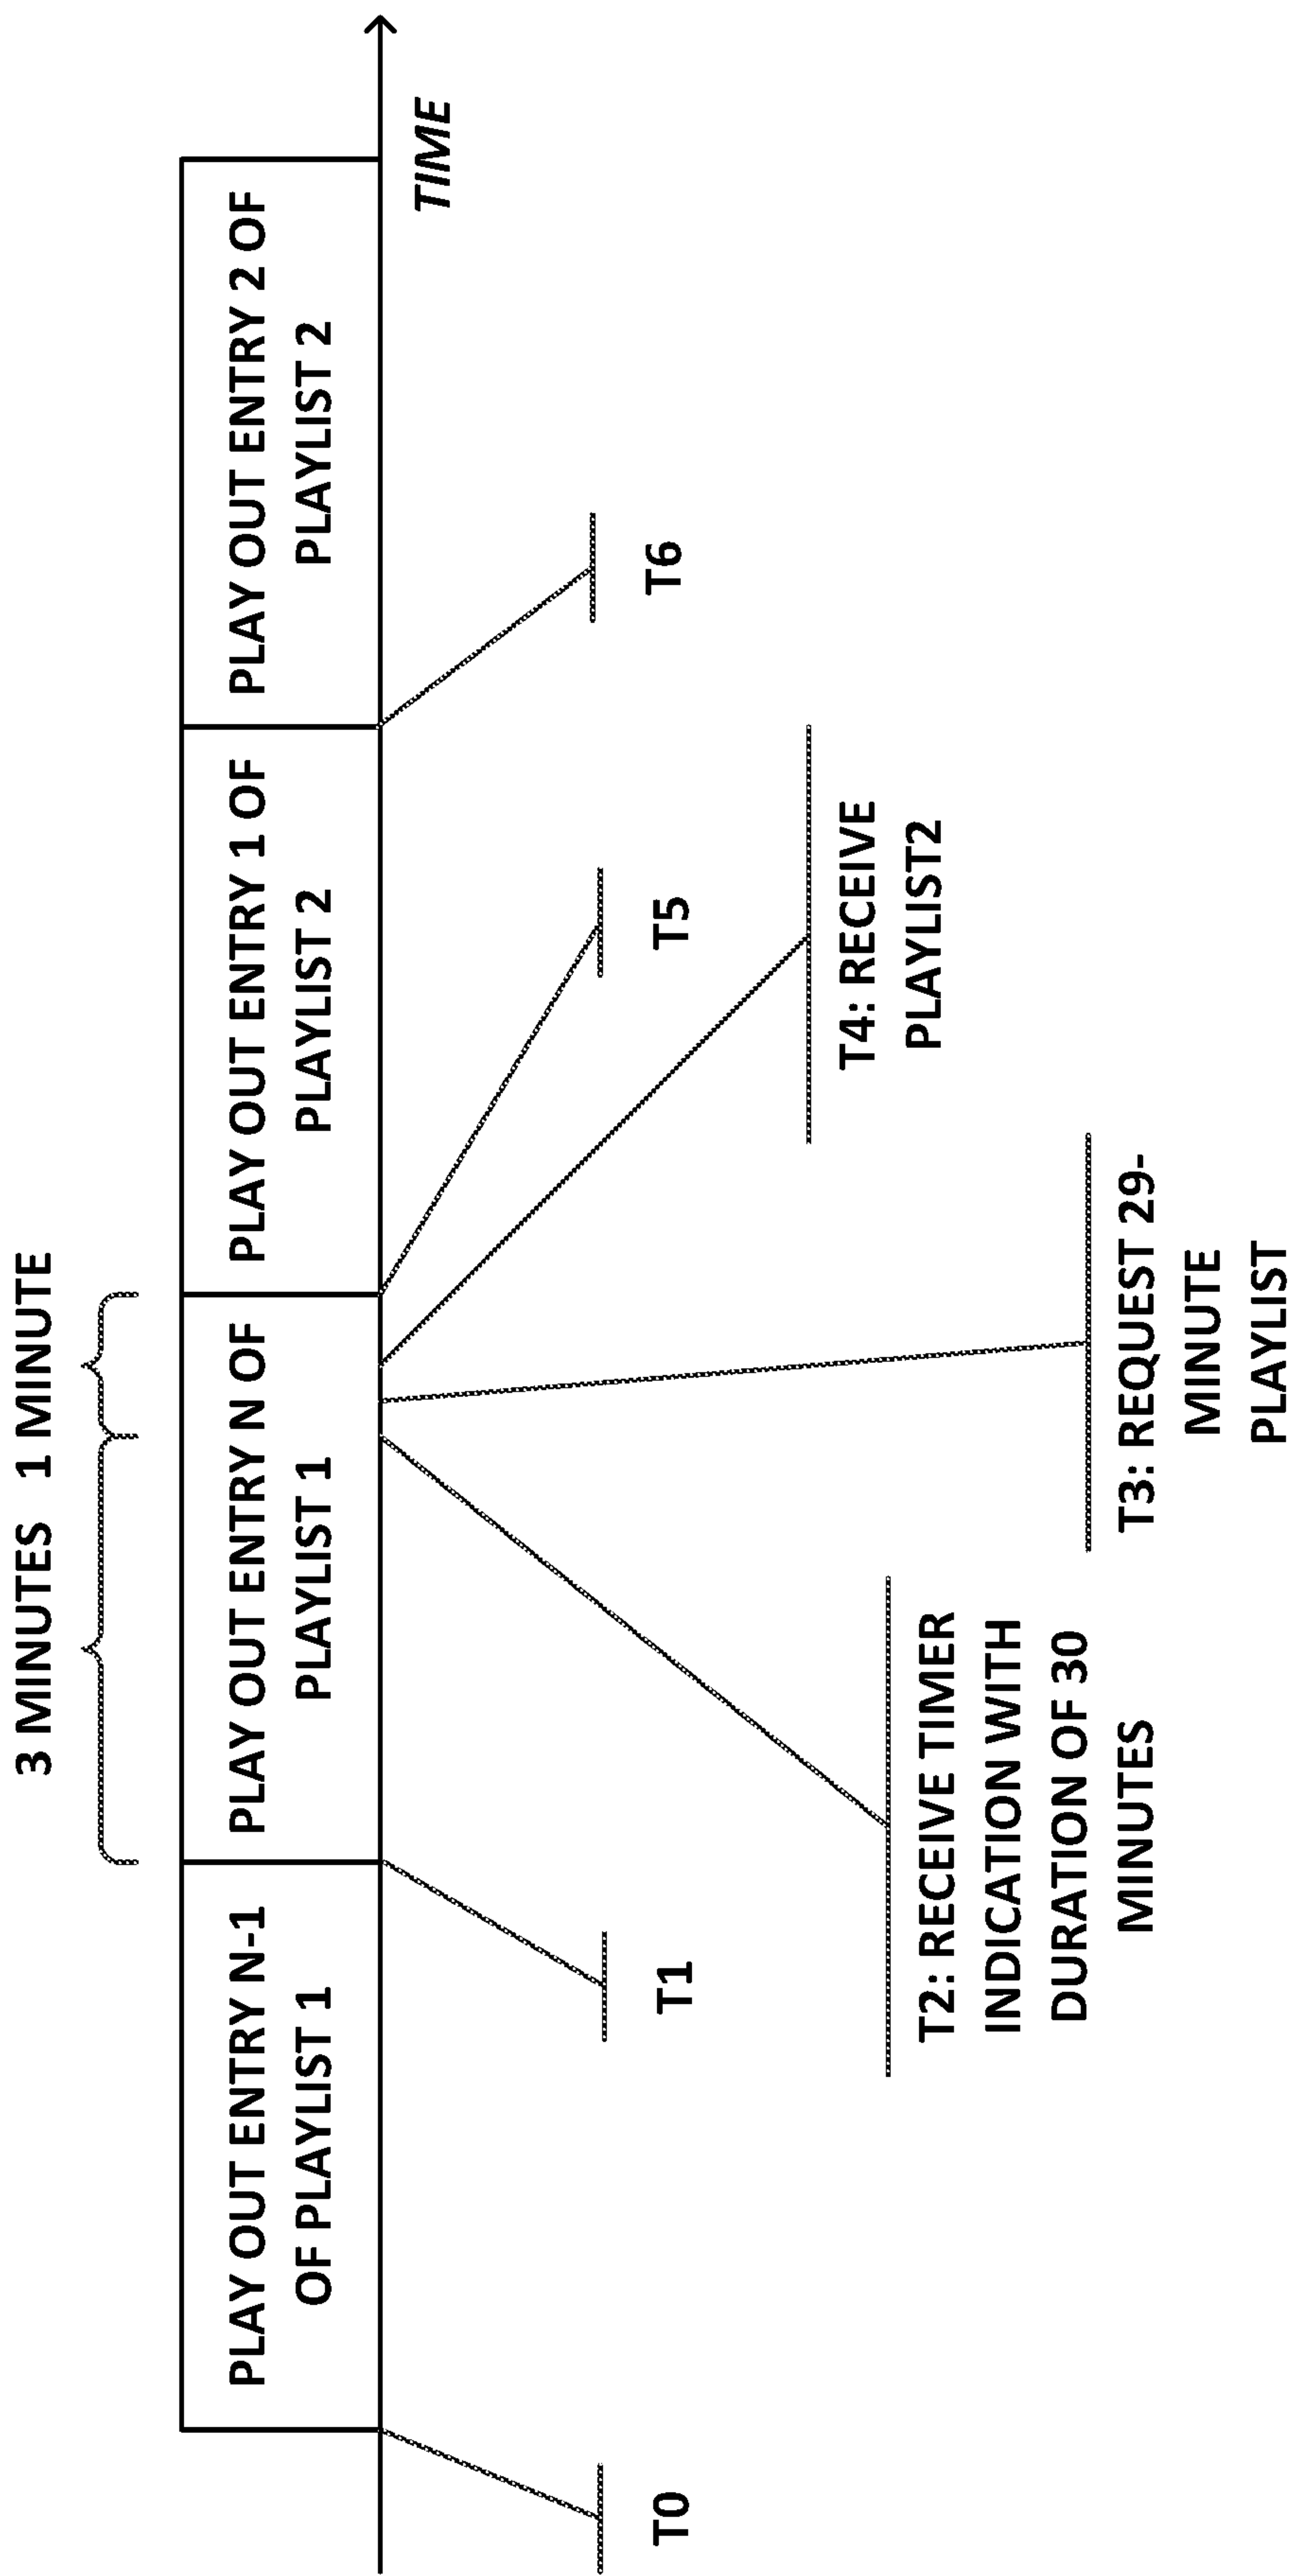 3 MINUTES
1 MINUTE
PLAY OUT ENTRY N-1
OF PLAYLIST 1
PLAY OUT ENTRY N OF
PLAYLIST 1
PLAY OUT ENTRY 1 OF
PLAYLIST 2
PLAY OUT ENTRY 2 OF
PLAYLIST 2
TIME
T0
T1
T2: RECEIVE TIMER
INDICATION WITH
DURATION OF 30
MINUTES
T3: REQUEST 29-
MINUTE
PLAYLIST
T4: RECEIVE
PLAYLIST2
T5
T6